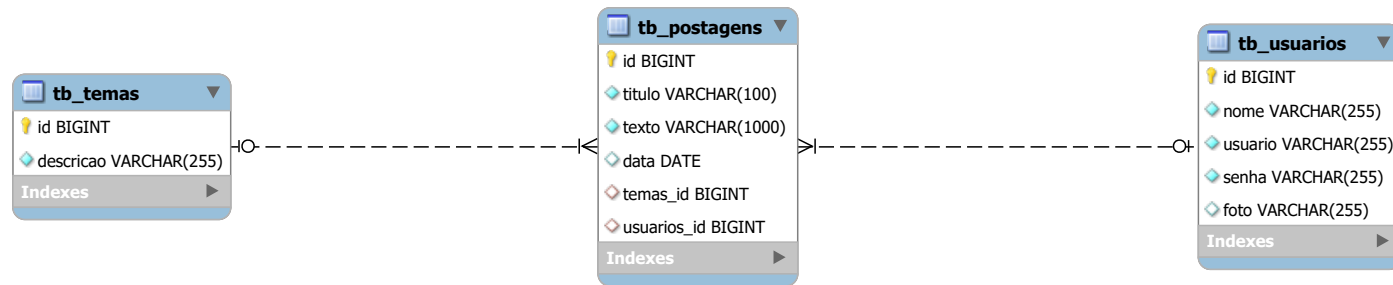 tb_temas
id BIGINT
descricao VARCHAR(255)
Indexes
tb_postagens
id BIGINT
titulo VARCHAR(100)
texto VARCHAR(1000)
data DATE
temas_id BIGINT
usuarios_id BIGINT
Indexes
tb_usuarios
id BIGINT
nome VARCHAR(255)
usuario VARCHAR(255)
senha VARCHAR(255)
foto VARCHAR(255)
Indexes